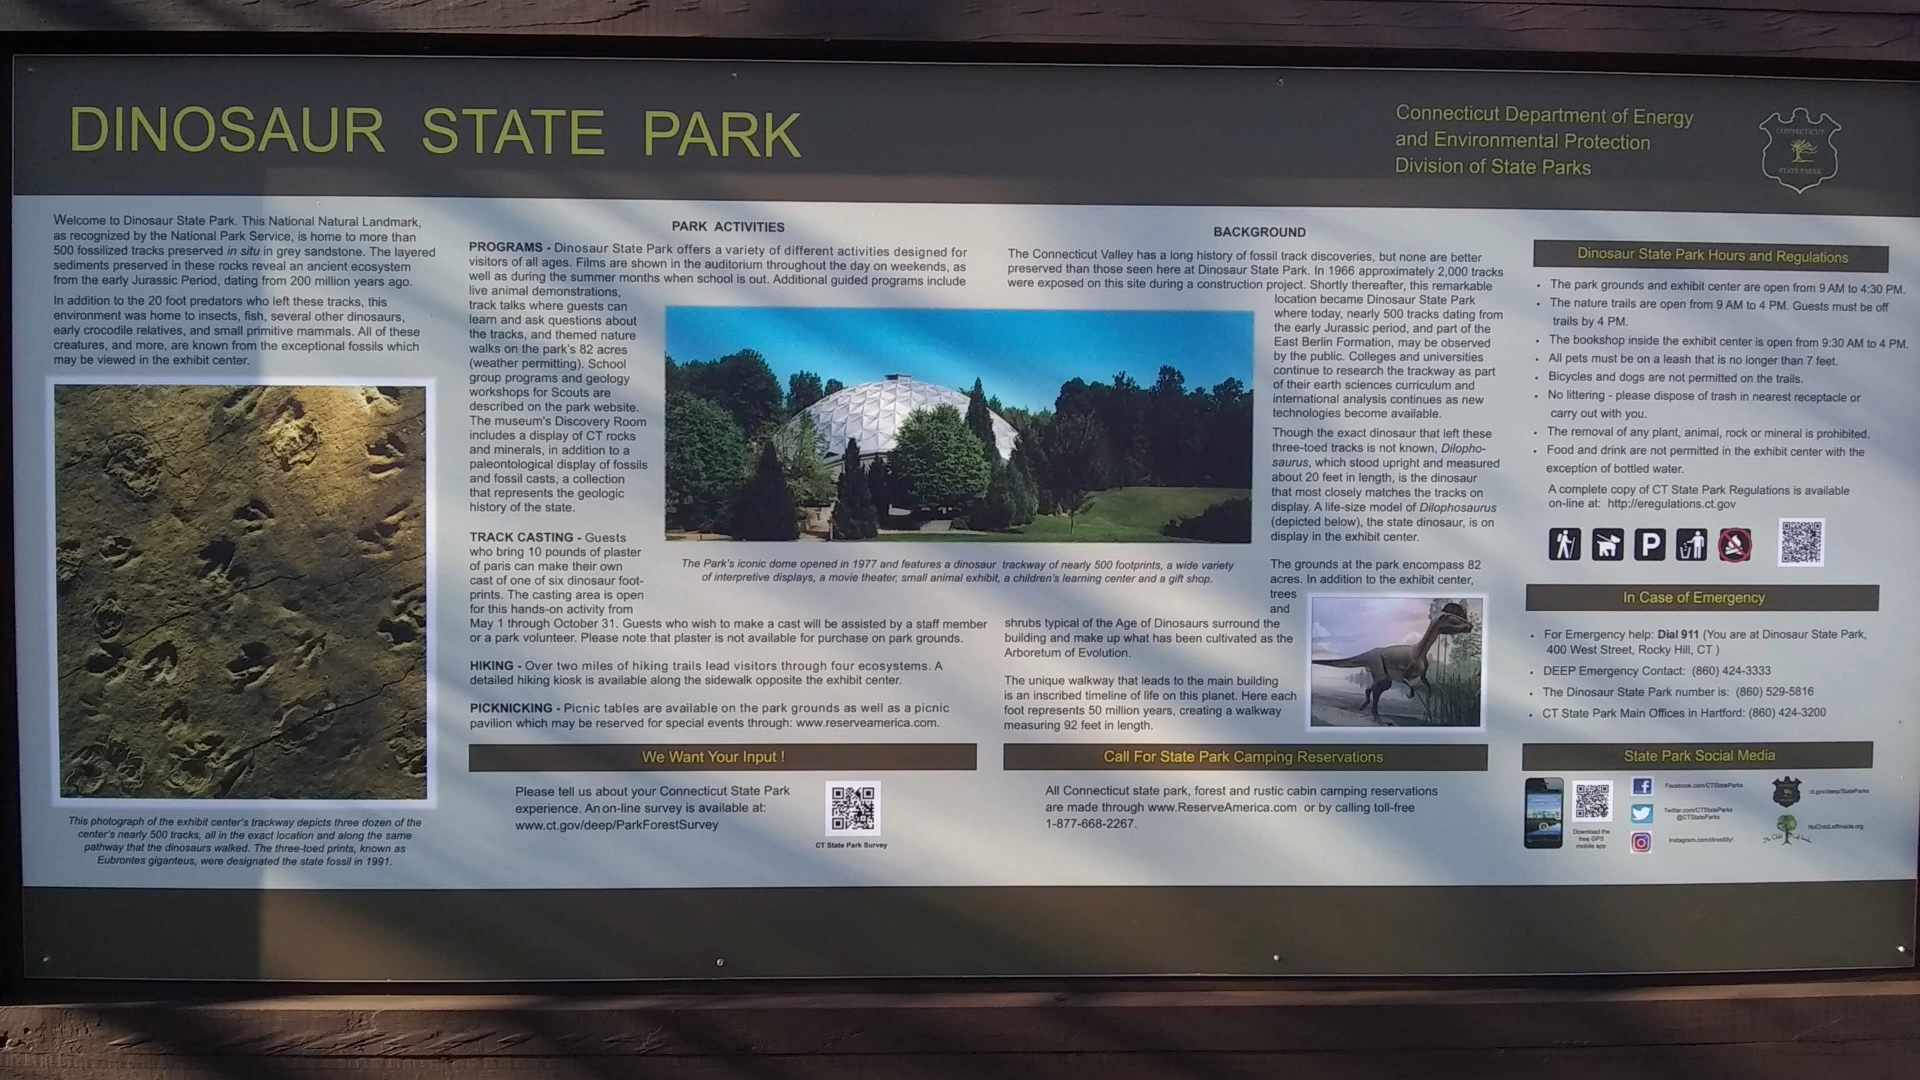 DINOSAUR STATE PARK
Connecticut Department of Energy
and Environmental Protection
Division of State Parks
CONNECTICUT
STATE PARKS
Welcome to Dinosaur State Park. This National Natural Landmark,
as recognized by the National Park Service, is home to more than
500 fossilized tracks preserved in situ in grey sandstone. The layered
sediments preserved in these rocks reveal an ancient ecosystem
from the early Jurassic Period, dating from 200 million years ago.
In addition to the 20 foot predators who left these tracks, this
environment was home to insects, fish, several other dinosaurs,
early crocodile relatives, and small primitive mammals. All of these
creatures, and more, are known from the exceptional fossils which
may be viewed in the exhibit center.
This photograph of the exhibit center's trackway depicts three dozen of the
center's nearly 500 tracks, all in the exact location and along the same
pathway that the dinosaurs walked. The three-toed prints, known as
Eubrontes giganteus, were designated the state fossil in 1991.
PARK ACTIVITIES
PROGRAMS - Dinosaur State Park offers a variety of different activities designed for
visitors of all ages. Films are shown in the auditorium throughout the day on weekends, as
well as during the summer months when school is out. Additional guided programs include
live animal demonstrations,
track talks where guests can
learn and ask questions about
the tracks, and themed nature
walks on the park's 82 acres
(weather permitting). School
group programs and geology
workshops for Scouts are
described on the park website.
The museum's Discovery Room
includes a display of CT rocks
and minerals, in addition to a
paleontological display of fossils
and fossil casts, a collection
that represents the geologic
history of the state.
TRACK CASTING - Guests
who bring 10 pounds of plaster
of paris can make their own
cast of one of six dinosaur foot-
prints. The casting area is open
for this hands-on activity from
May 1 through October 31. Guests who wish to make a cast will be assisted by a staff member
or a park volunteer. Please note that plaster is not available for purchase on park grounds.
HIKING - Over two miles of hiking trails lead visitors through four ecosystems. A
detailed hiking kiosk is available along the sidewalk opposite the exhibit center.
PICKNICKING - Picnic tables are available on the park grounds as well as a picnic
pavilion which may be reserved for special events through: www.reserveamerica.com.
The Park's iconic dome opened in 1977 and features a dinosaur trackway of nearly 500 footprints, a wide variety
of interpretive displays, a movie theater, small animal exhibit, a children's learning center and a gift shop.
We Want Your Input !
Please tell us about your Connecticut State Park
experience. An on-line survey is available at:
www.ct.gov/deep/ParkForestSurvey
CT State Park Survey
BACKGROUND
The Connecticut Valley has a long history of fossil track discoveries, but none are better
preserved than those seen here at Dinosaur State Park. In 1966 approximately 2,000 tracks
were exposed on this site during a construction project. Shortly thereafter, this remarkable
location became Dinosaur State Park
where today, nearly 500 tracks dating from
the early Jurassic period, and part of the
East Berlin Formation, may be observed
by the public. Colleges and universities
continue to research the trackway as part
of their earth sciences curriculum and
international analysis continues as new
technologies become available.
Though the exact dinosaur that left these
three-toed tracks is not known, Dilopho-
saurus, which stood upright and measured
about 20 feet in length, is the dinosaur
that most closely matches the tracks on
display. A life-size model of Dilophosaurus
(depicted below), the state dinosaur, is on
display in the exhibit center.
The grounds at the park encompass 82
acres. In addition to the exhibit center,
trees
and
shrubs typical of the Age of Dinosaurs surround the
building and make up what has been cultivated as the
Arboretum of Evolution.
The unique walkway that leads to the main building
is an inscribed timeline of life on this planet. Here each
foot represents 50 million years, creating a walkway
measuring 92 feet in length.
Call For State Park Camping Reservations
All Connecticut state park, forest and rustic cabin camping reservations
are made through www.ReserveAmerica.com or by calling toll-free
1-877-668-2267.
Dinosaur State Park Hours and Regulations
• The park grounds and exhibit center are open from 9 AM to 4:30 PM.
• The nature trails are open from 9 AM to 4 PM. Guests must be off
trails by 4 PM.
• The bookshop inside the exhibit center is open from 9:30 AM to 4 PM.
• All pets must be on a leash that is no longer than 7 feet.
• Bicycles and dogs are not permitted on the trails.
• No littering - please dispose of trash in nearest receptacle or
carry out with you.
• The removal of any plant, animal, rock or mineral is prohibited.
• Food and drink are not permitted in the exhibit center with the
exception of bottled water.
A complete copy of CT State Park Regulations is available
on-line at: http://eregulations.ct.gov
P
In Case of Emergency
• For Emergency help: Dial 911 (You are at Dinosaur State Park,
400 West Street, Rocky Hill, CT )
• DEEP Emergency Contact: (860) 424-3333
• The Dinosaur State Park number is: (860) 529-5816
• CT State Park Main Offices in Hartford: (860) 424-3200
State Park Social Media
Download the
free GPS
mobile app
Facebook.com/CTStateParks
Twitter.com/CTStateParks
@CTStateParks
ct.gov/deep/StateParks
NoChildLeftInside.org